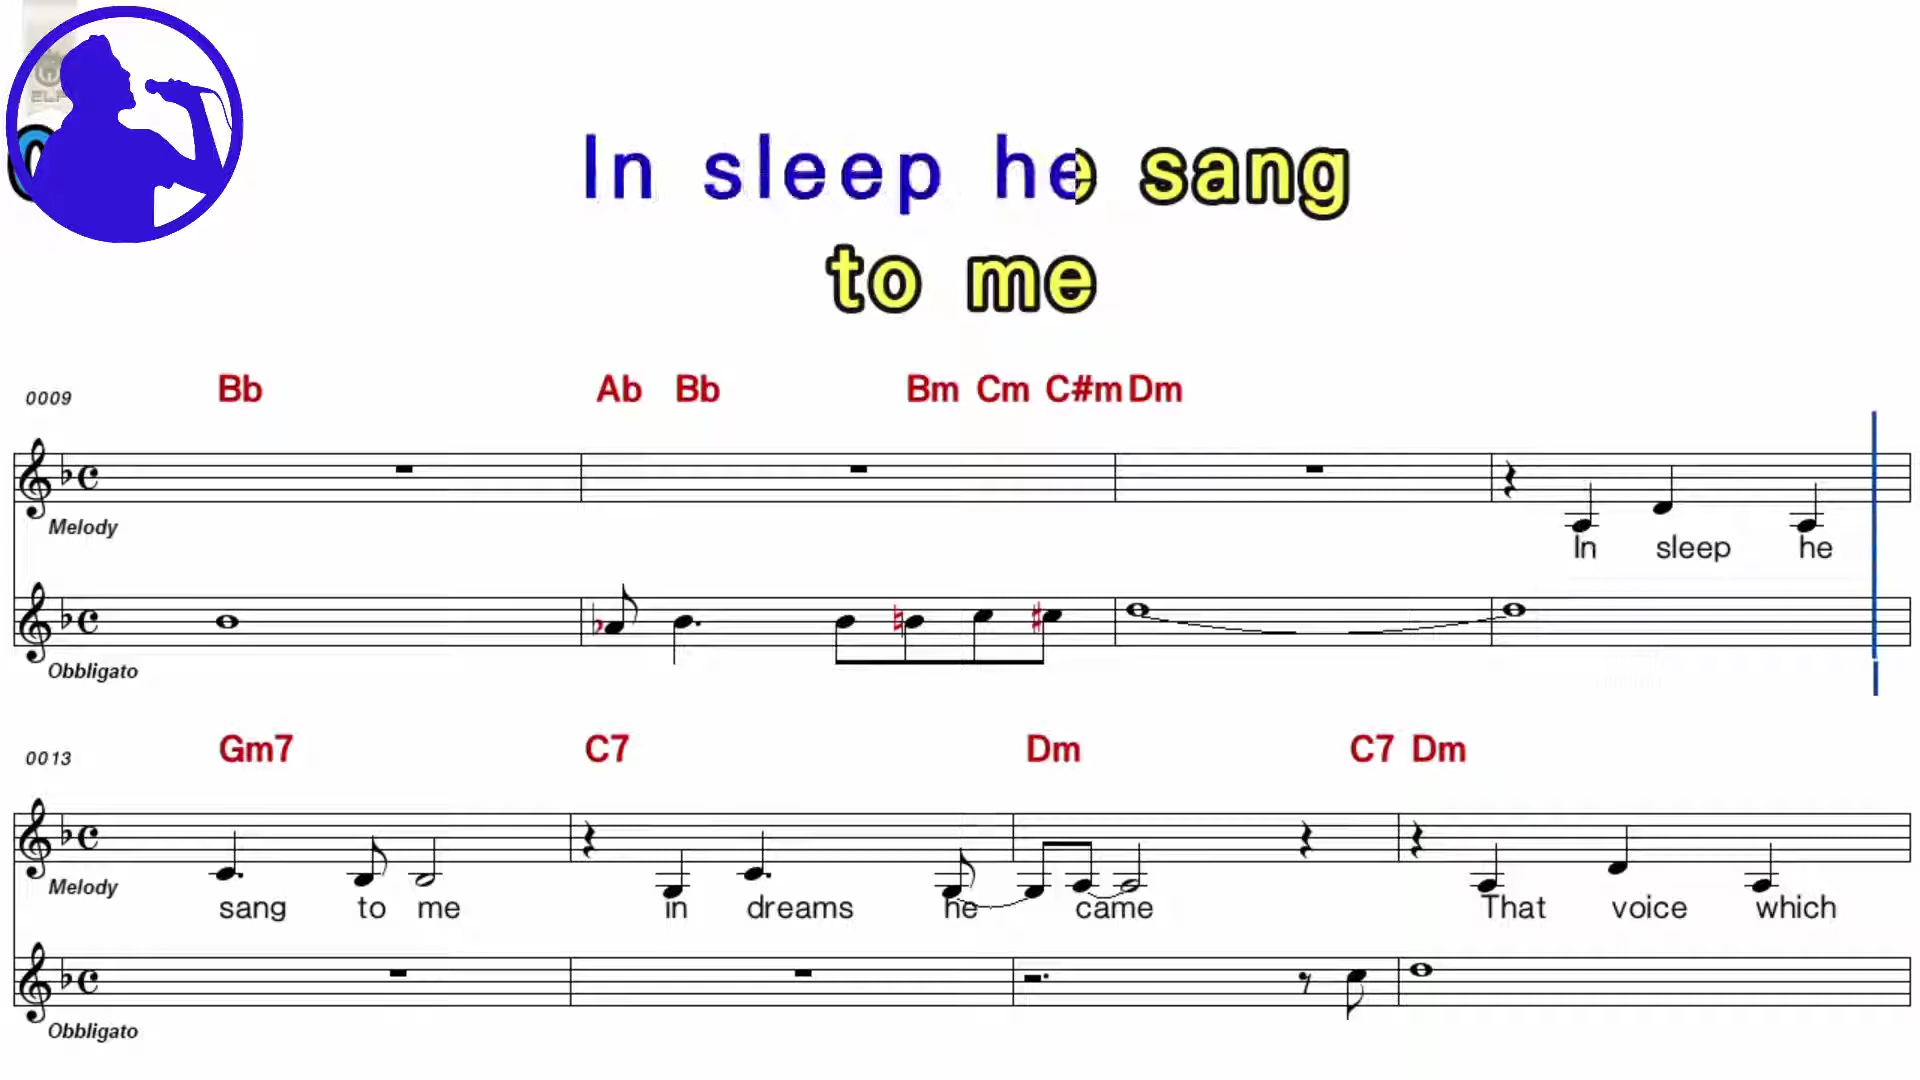 In sleep he sang
to me
0009 Bb Ab Bb Bm Cm C#m Dm
Melody
In sleep he
Obbligato
0013 Gm7 C7 Dm C7 Dm
Melody
sang to me in dreams he came That voice which
Obbligato